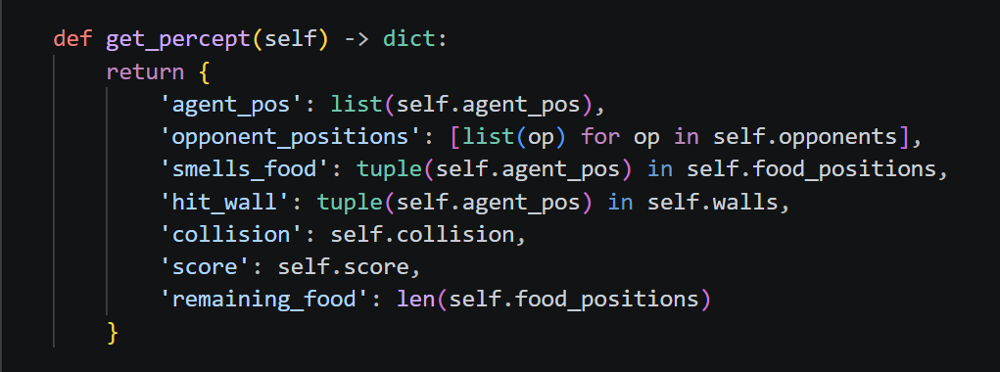 def get_percept(self) -> dict:
    return {
        'agent_pos': list(self.agent_pos),
        'opponent_positions': [list(op) for op in self.opponents],
        'smells_food': tuple(self.agent_pos) in self.food_positions,
        'hit_wall': tuple(self.agent_pos) in self.walls,
        'collision': self.collision,
        'score': self.score,
        'remaining_food': len(self.food_positions)
    }